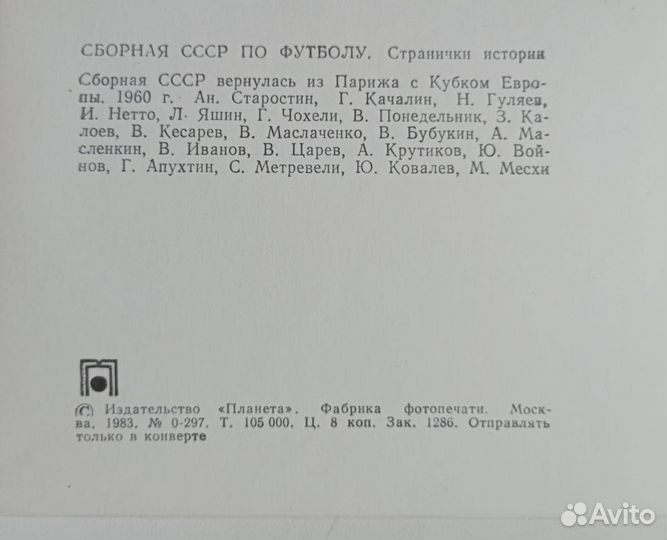 СБОРНАЯ СССР ПО ФУТБОЛУ. Странички истории
Сборная СССР вернулась из Парижа с Кубком Евро-
пы. 1960 г. Ан. Старостин, Г. Качалин, Н. Гуляев,
И. Нетто, Л. Яшин, Г. Чохели, В. Понедельник, З. Ка-
лоев, В. Кесарев, В. Маслаченко, В. Бубукин, А. Ма-
сленкин, В. Иванов, В. Царев, А. Крутиков, Ю. Вой-
нов, Г. Апухтин, С. Метревели, Ю. Ковалев, М. Месхи
© Издательство «Планета». Фабрика фотопечати. Моск-
ва. 1983. № 0-297. Т. 105 000. Ц. 8 коп. Зак. 1286. Отправлять
только в конверте
Avito